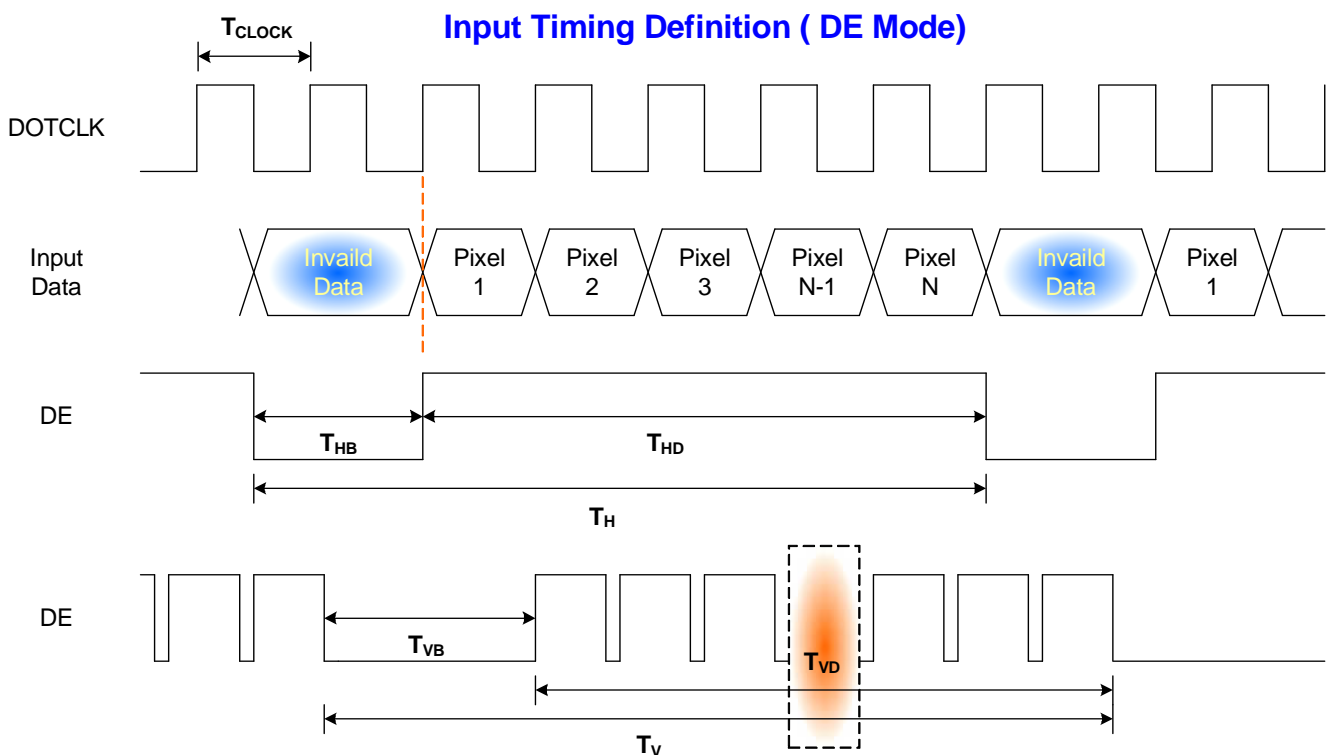 Input Timing Definition ( DE Mode)
TCLOCK
DOTCLK
Input
Data
Invaild
Data
Pixel
1
Pixel
2
Pixel
3
Pixel
N-1
Pixel
N
Invaild
Data
Pixel
1
DE
THB
THD
TH
DE
TVB
TVD
TV